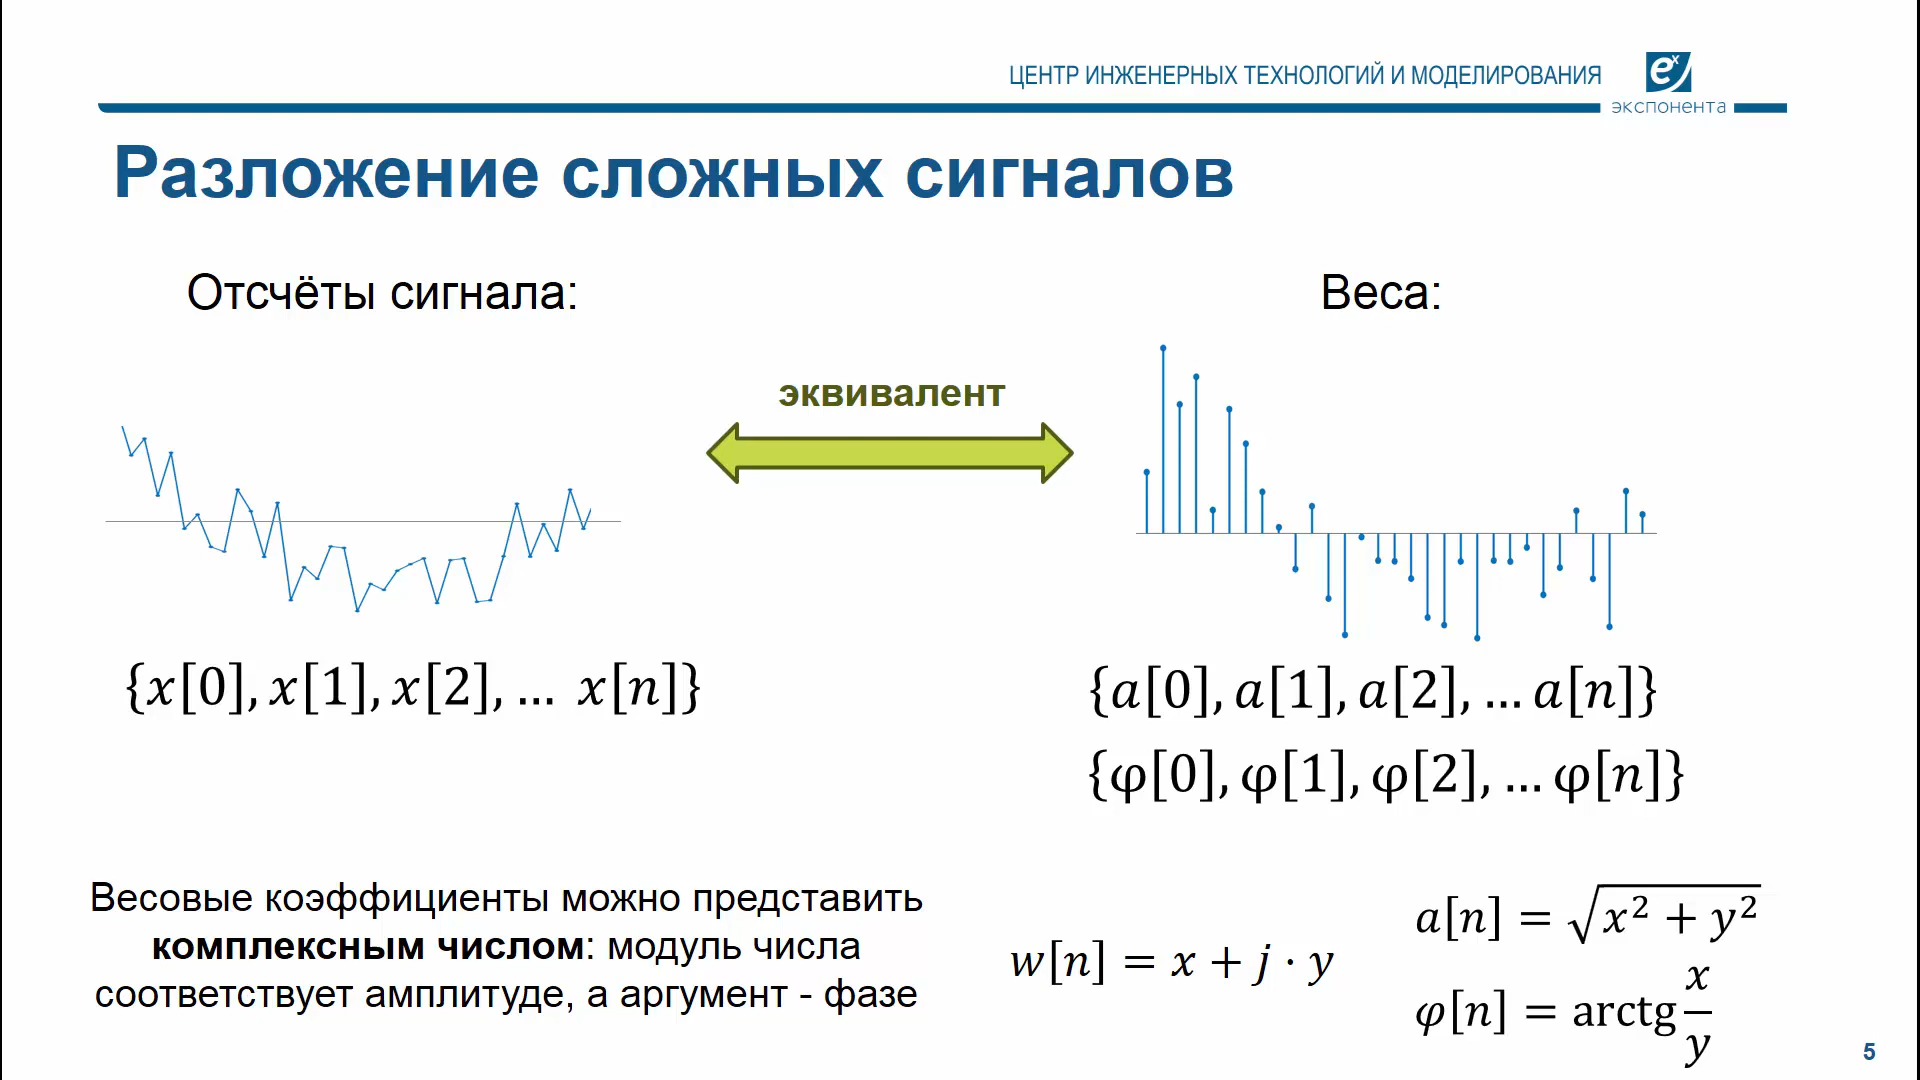 ЦЕНТР ИНЖЕНЕРНЫХ ТЕХНОЛОГИЙ И МОДЕЛИРОВАНИЯ
ex
экспонента
Разложение сложных сигналов
Отсчёты сигнала:
Веса:
эквивалент
{x[0], x[1], x[2], … x[n]}
{a[0], a[1], a[2], … a[n]}
{φ[0], φ[1], φ[2], … φ[n]}
Весовые коэффициенты можно представить
комплексным числом: модуль числа
соответствует амплитуде, а аргумент - фазе
w[n] = x + j · y
a[n] = √x² + y²
φ[n] = arctg x/y
5